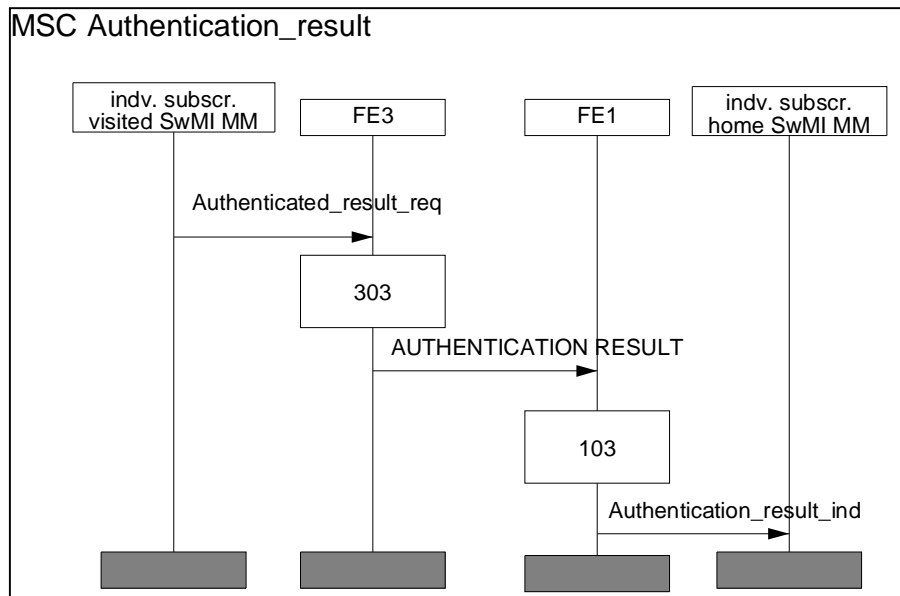 MSC Authentication_result
indv. subscr.
visited SwMI MM
FE3
FE1
indv. subscr.
home SwMI MM
Authenticated_result_req
303
AUTHENTICATION RESULT
103
Authentication_result_ind